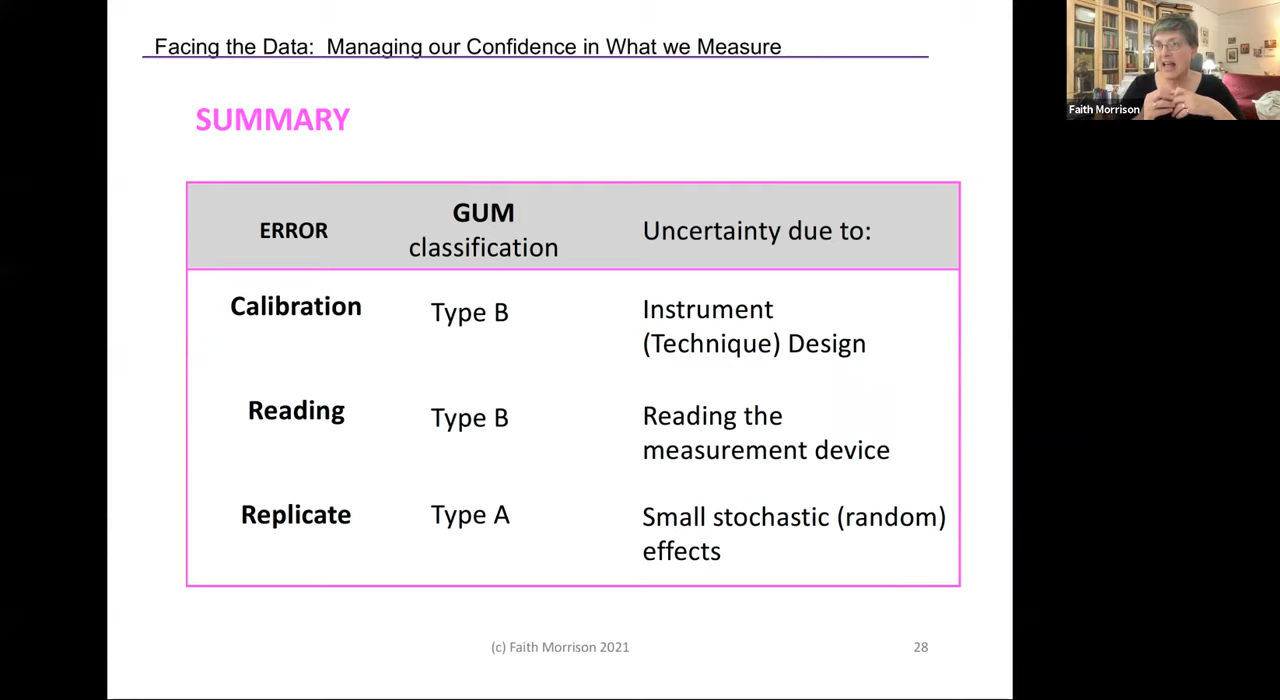 Facing the Data: Managing our Confidence in What we Measure
Faith Morrison
SUMMARY
ERROR
GUM
classification
Uncertainty due to:
Calibration
Type B
Instrument
(Technique) Design
Reading
Type B
Reading the
measurement device
Replicate
Type A
Small stochastic (random)
effects
(c) Faith Morrison 2021
28